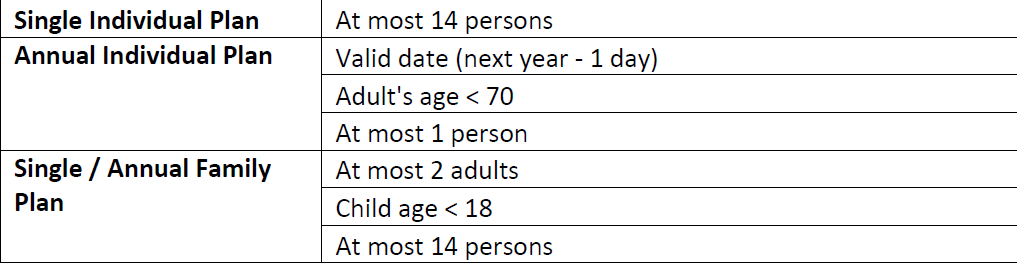 Single Individual Plan At most 14 persons
Annual Individual Plan Valid date (next year - 1 day)
Adult's age < 70
At most 1 person
Single / Annual Family At most 2 adults
Plan Child age < 18
At most 14 persons